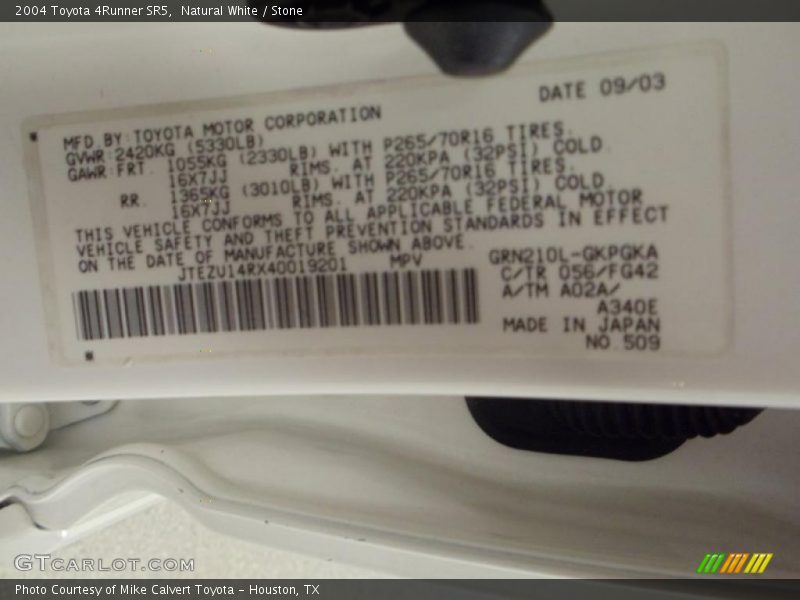 2004 Toyota 4Runner SR5,  Natural White / Stone
DATE 09/03
MFD BY:TOYOTA MOTOR CORPORATION
GVWR:2420KG (5330LB)
GAWR:FRT. 1055KG (2330LB) WITH P265/70R16 TIRES.
16X7JJ RIMS. AT 220KPA (32PSI) COLD
RR. 1365KG (3010LB) WITH P265/70R16 TIRES.
16X7JJ RIMS. AT 220KPA (32PSI) COLD
THIS VEHICLE CONFORMS TO ALL APPLICABLE FEDERAL MOTOR
VEHICLE SAFETY AND THEFT PREVENTION STANDARDS IN EFFECT
ON THE DATE OF MANUFACTURE SHOWN ABOVE.
JTEZU14RX40019201 MPV
GRN210L-GKPGKA
C/TR 056/FG42
A/TM A02A/
A340E
MADE IN JAPAN
NO 509
GTCARLOT.COM
Photo Courtesy of Mike Calvert Toyota - Houston, TX